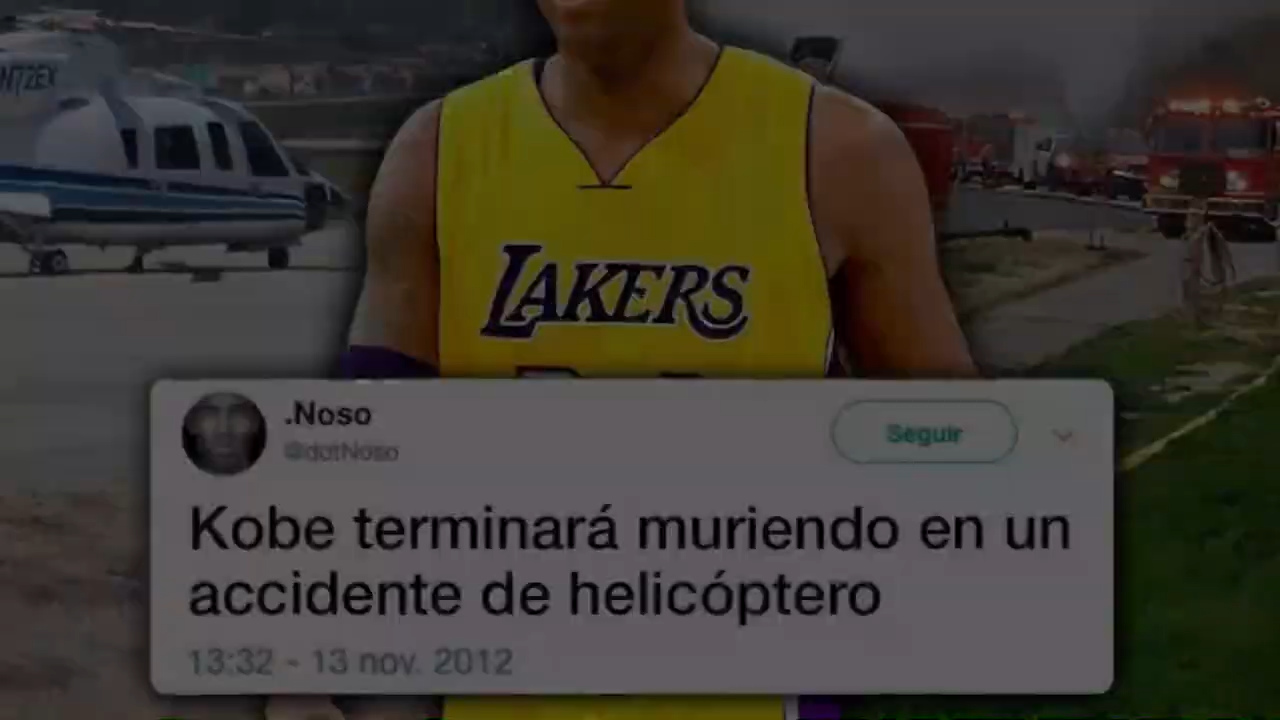 N72EX
LAKERS
.Noso
@dotNoso
Seguir
Kobe terminará muriendo en un
accidente de helicóptero
13:32 - 13 nov. 2012